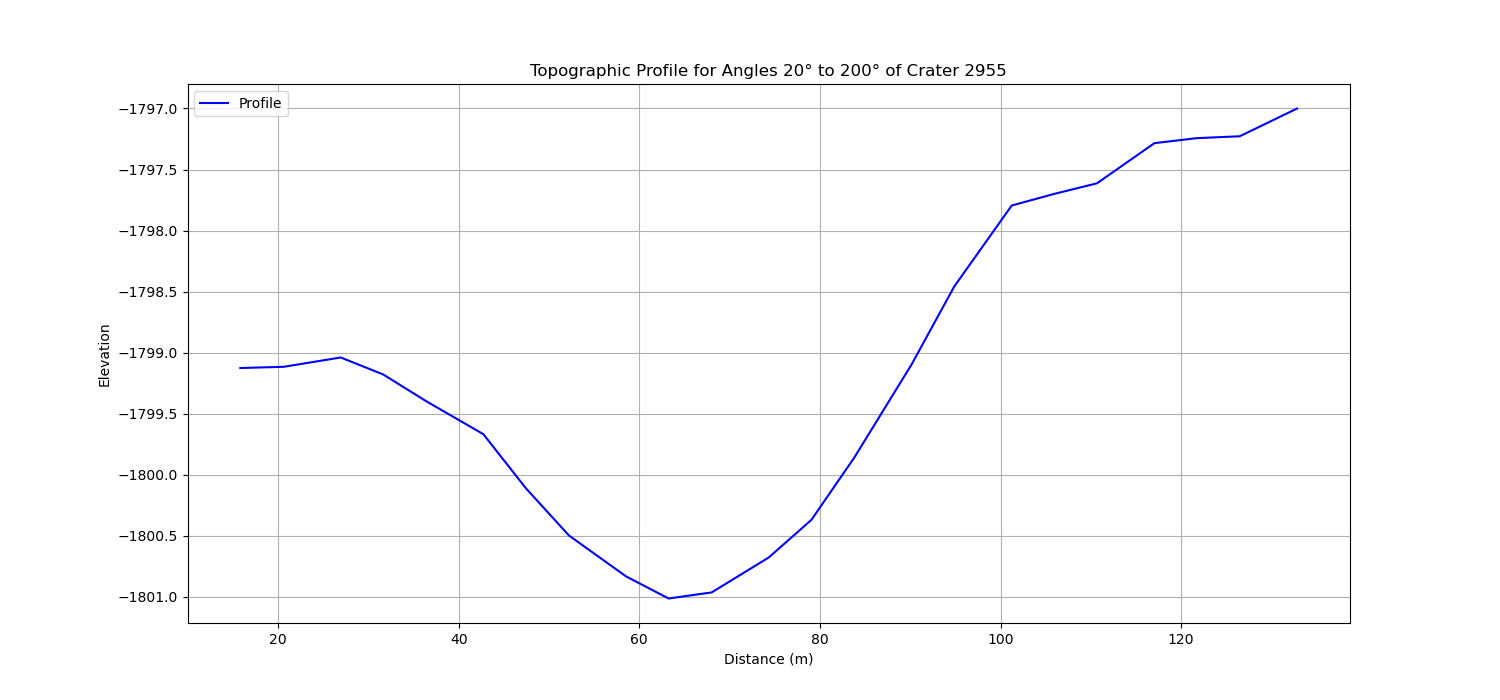 Topographic Profile for Angles 20° to 200° of Crater 2955
Profile
−1797.0
−1797.5
−1798.0
−1798.5
−1799.0
−1799.5
−1800.0
−1800.5
−1801.0
Elevation
20 40 60 80 100 120
Distance (m)